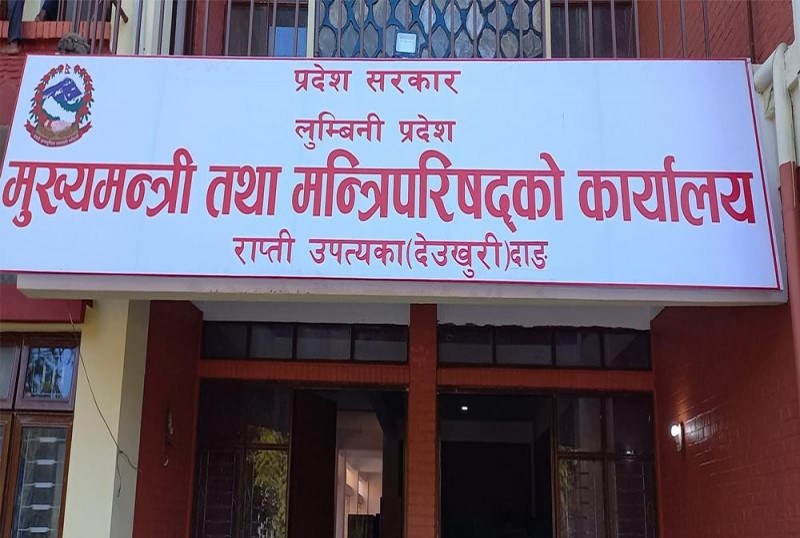 प्रदेश सरकार
लुम्बिनी प्रदेश
मुख्यमन्त्री तथा मन्त्रिपरिषद्को कार्यालय
राप्ती उपत्यका(देउखुरी)दाङ